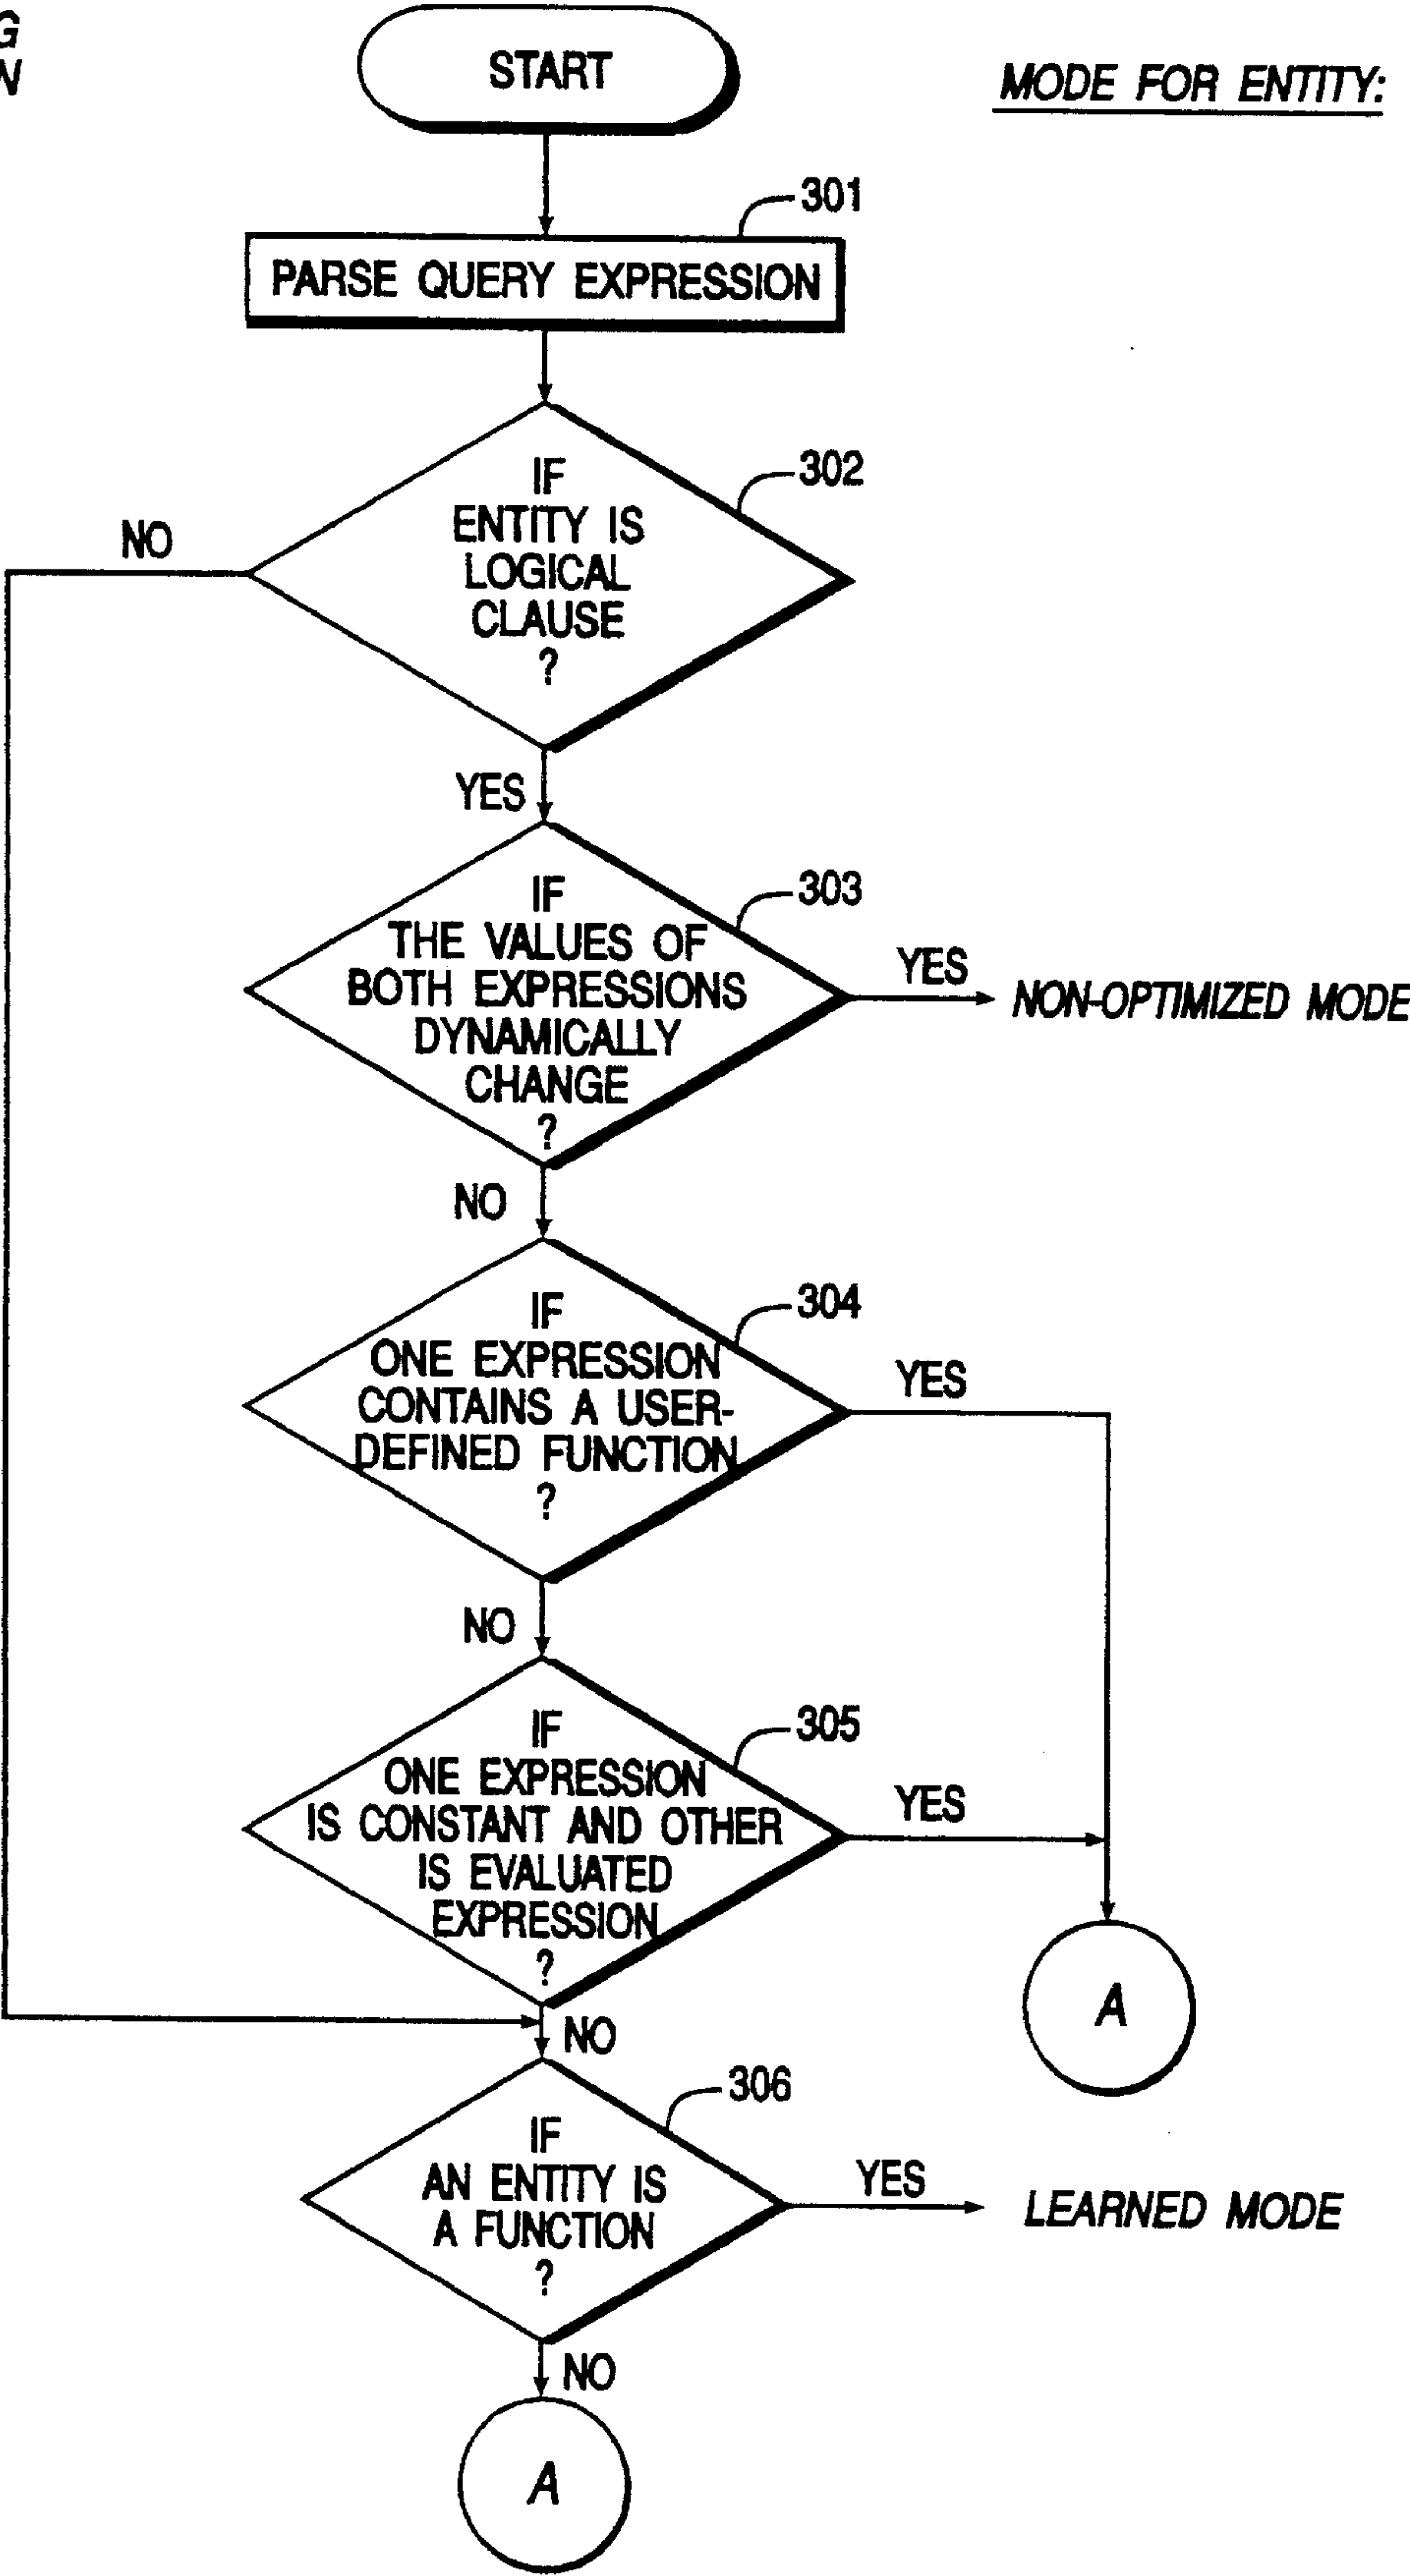 START
MODE FOR ENTITY:
301
PARSE QUERY EXPRESSION
302
IF
ENTITY IS
LOGICAL
CLAUSE
?
NO
YES
303
IF
THE VALUES OF
BOTH EXPRESSIONS
DYNAMICALLY
CHANGE
?
YES
NON-OPTIMIZED MODE
NO
304
IF
ONE EXPRESSION
CONTAINS A USER-
DEFINED FUNCTION
?
YES
NO
305
IF
ONE EXPRESSION
IS CONSTANT AND OTHER
IS EVALUATED
EXPRESSION
?
YES
A
NO
306
IF
AN ENTITY IS
A FUNCTION
?
YES
LEARNED MODE
NO
A